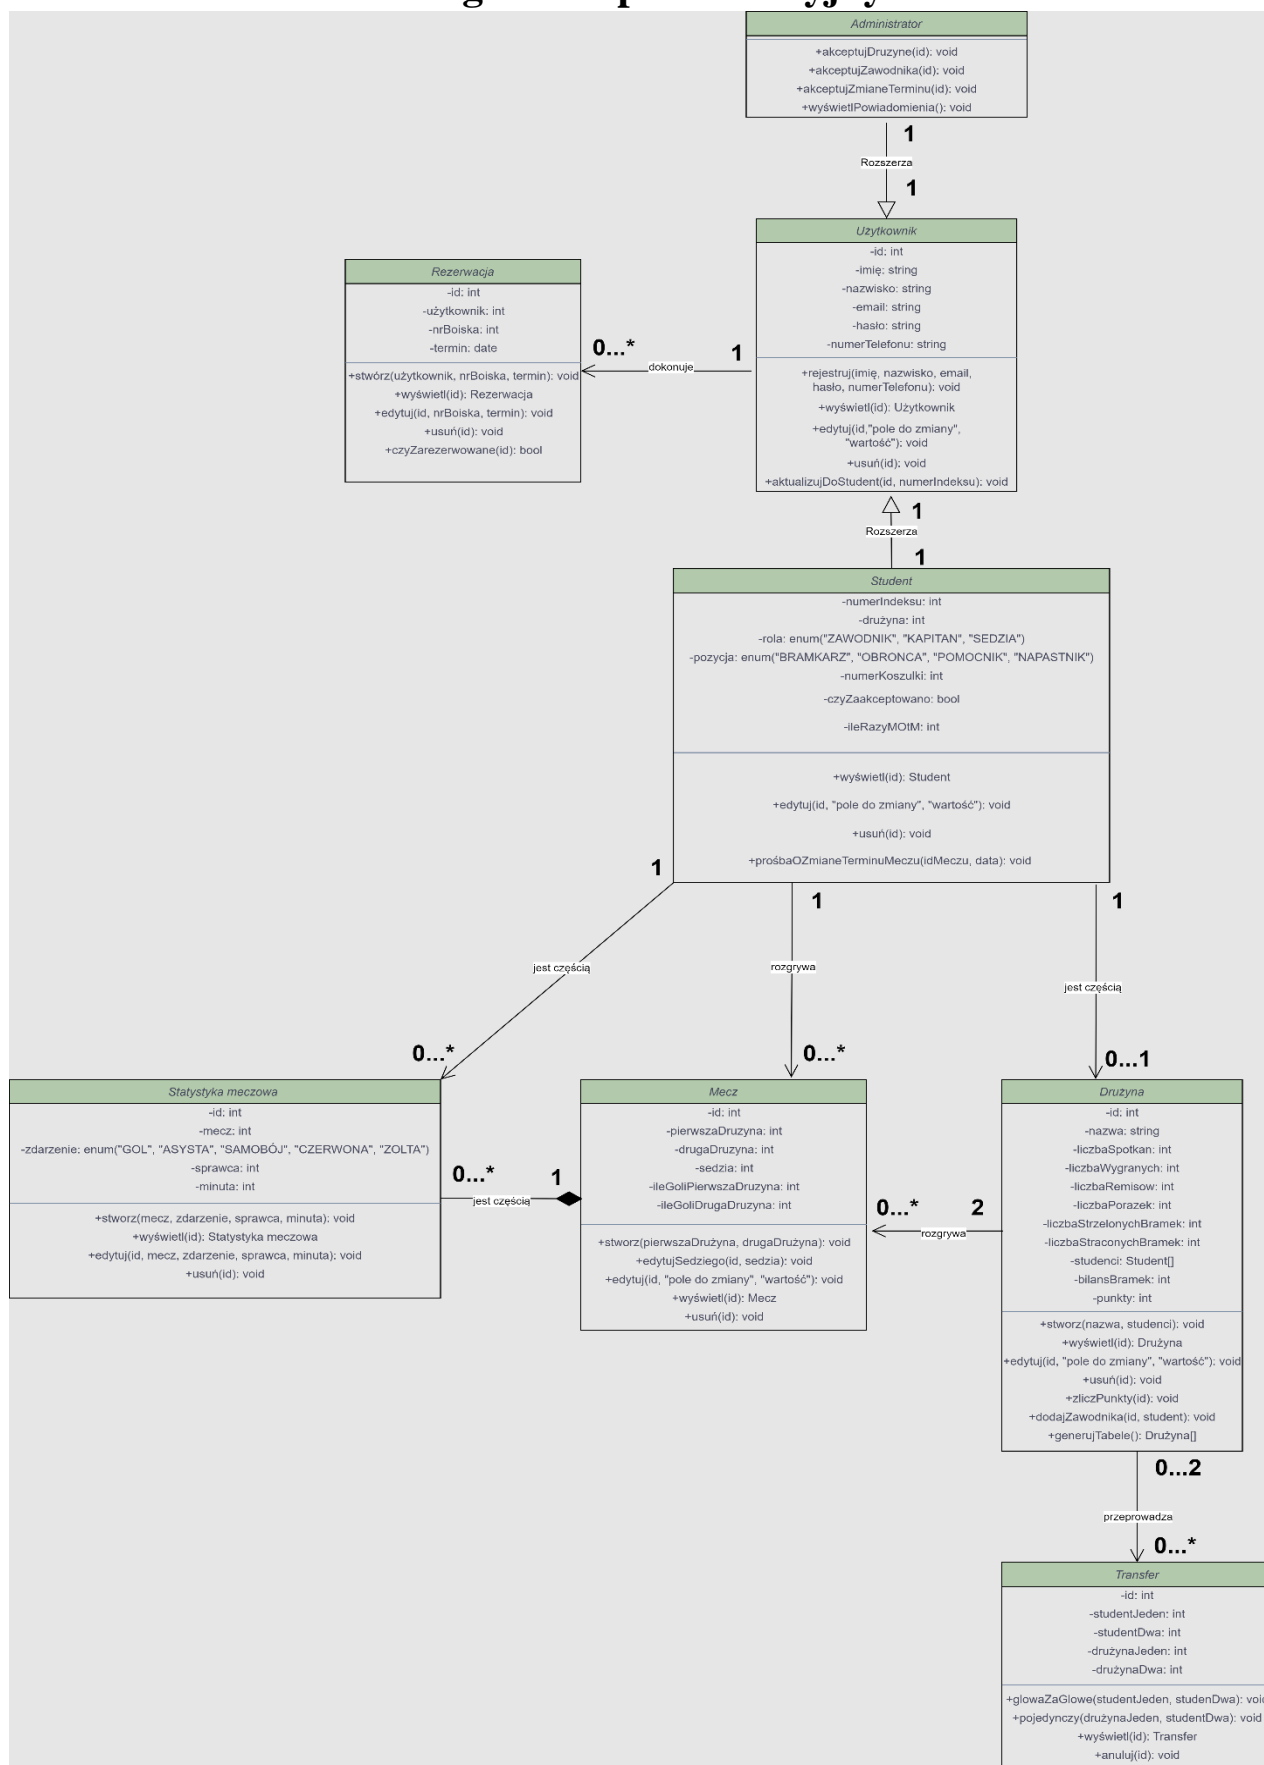 Administrator
+akceptujDruzyne(id): void
+akceptujZawodnika(id): void
+akceptujZmianeTerminu(id): void
+wyświetlPowiadomienia(): void
1
Rozszerza
1
Użytkownik
-id: int
-imię: string
-nazwisko: string
-email: string
-hasło: string
-numerTelefonu: string
+rejestruj(imię, nazwisko, email,
hasło, numerTelefonu): void
+wyświetl(id): Użytkownik
+edytuj(id,"pole do zmiany",
"wartość"): void
+usuń(id): void
+aktualizujDoStudent(id, numerIndeksu): void
Rezerwacja
-id: int
-użytkownik: int
-nrBoiska: int
-termin: date
+stwórz(użytkownik, nrBoiska, termin): void
+wyświetl(id): Rezerwacja
+edytuj(id, nrBoiska, termin): void
+usuń(id): void
+czyZarezerwowane(id): bool
0...*
1
dokonuje
1
Rozszerza
1
Student
-numerIndeksu: int
-drużyna: int
-rola: enum("ZAWODNIK", "KAPITAN", "SEDZIA")
-pozycja: enum("BRAMKARZ", "OBRONCA", "POMOCNIK", "NAPASTNIK")
-numerKoszulki: int
-czyZaakceptowano: bool
-ileRazyMOtM: int
+wyświetl(id): Student
+edytuj(id, "pole do zmiany", "wartość"): void
+usuń(id): void
+prośbaOZmianeTerminuMeczu(idMeczu, data): void
1
1
1
jest częścią
rozgrywa
jest częścią
0...*
0...*
0...1
Statystyka meczowa
-id: int
-mecz: int
-zdarzenie: enum("GOL", "ASYSTA", "SAMOBÓJ", "CZERWONA", "ZOLTA")
-sprawca: int
-minuta: int
+stworz(mecz, zdarzenie, sprawca, minuta): void
+wyświetl(id): Statystyka meczowa
+edytuj(id, mecz, zdarzenie, sprawca, minuta): void
+usuń(id): void
0...*
1
jest częścią
Mecz
-id: int
-pierwszaDruzyna: int
-drugaDruzyna: int
-sedzia: int
-ileGoliPierwszaDruzyna: int
-ileGoliDrugaDruzyna: int
+stworz(pierwszaDrużyna, drugaDrużyna): void
+edytujSedziego(id, sedzia): void
+edytuj(id, "pole do zmiany", "wartość"): void
+wyświetl(id): Mecz
+usuń(id): void
0...*
2
rozgrywa
Drużyna
-id: int
-nazwa: string
-liczbaSpotkan: int
-liczbaWygranych: int
-liczbaRemisow: int
-liczbaPorazek: int
-liczbaStrzelonychBramek: int
-liczbaStraconychBramek: int
-studenci: Student[]
-bilansBramek: int
-punkty: int
+stworz(nazwa, studenci): void
+wyświetl(id): Drużyna
+edytuj(id, "pole do zmiany", "wartość"): void
+usuń(id): void
+zliczPunkty(id): void
+dodajZawodnika(id, student): void
+generujTabele(): Drużyna[]
0...2
przeprowadza
0...*
Transfer
-id: int
-studentJeden: int
-studentDwa: int
-drużynaJeden: int
-drużynaDwa: int
+glowaZaGlowe(studentJeden, studenDwa): void
+pojedynczy(drużynaJeden, studentDwa): void
+wyświetl(id): Transfer
+anuluj(id): void